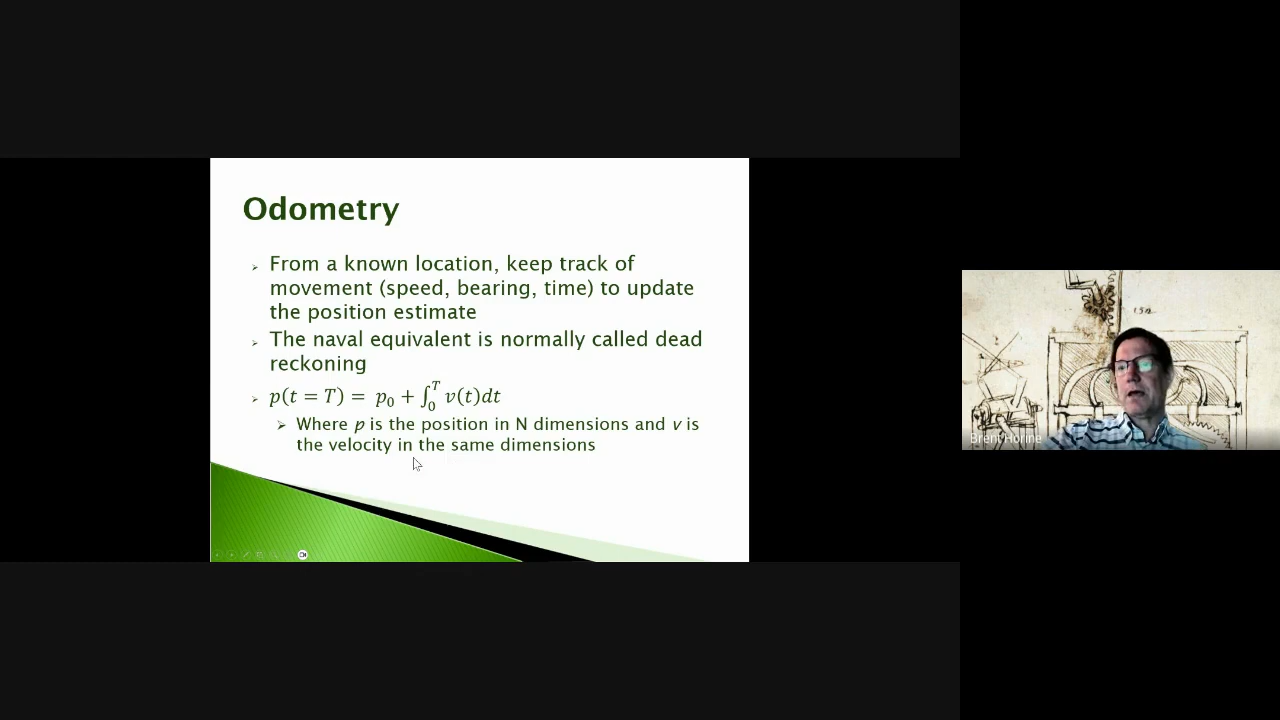 Odometry
From a known location, keep track of
movement (speed, bearing, time) to update
the position estimate
The naval equivalent is normally called dead
reckoning
p(t = T) = p₀ + ∫₀ᵀ v(t)dt
Where p is the position in N dimensions and v is
the velocity in the same dimensions
Brent Horine